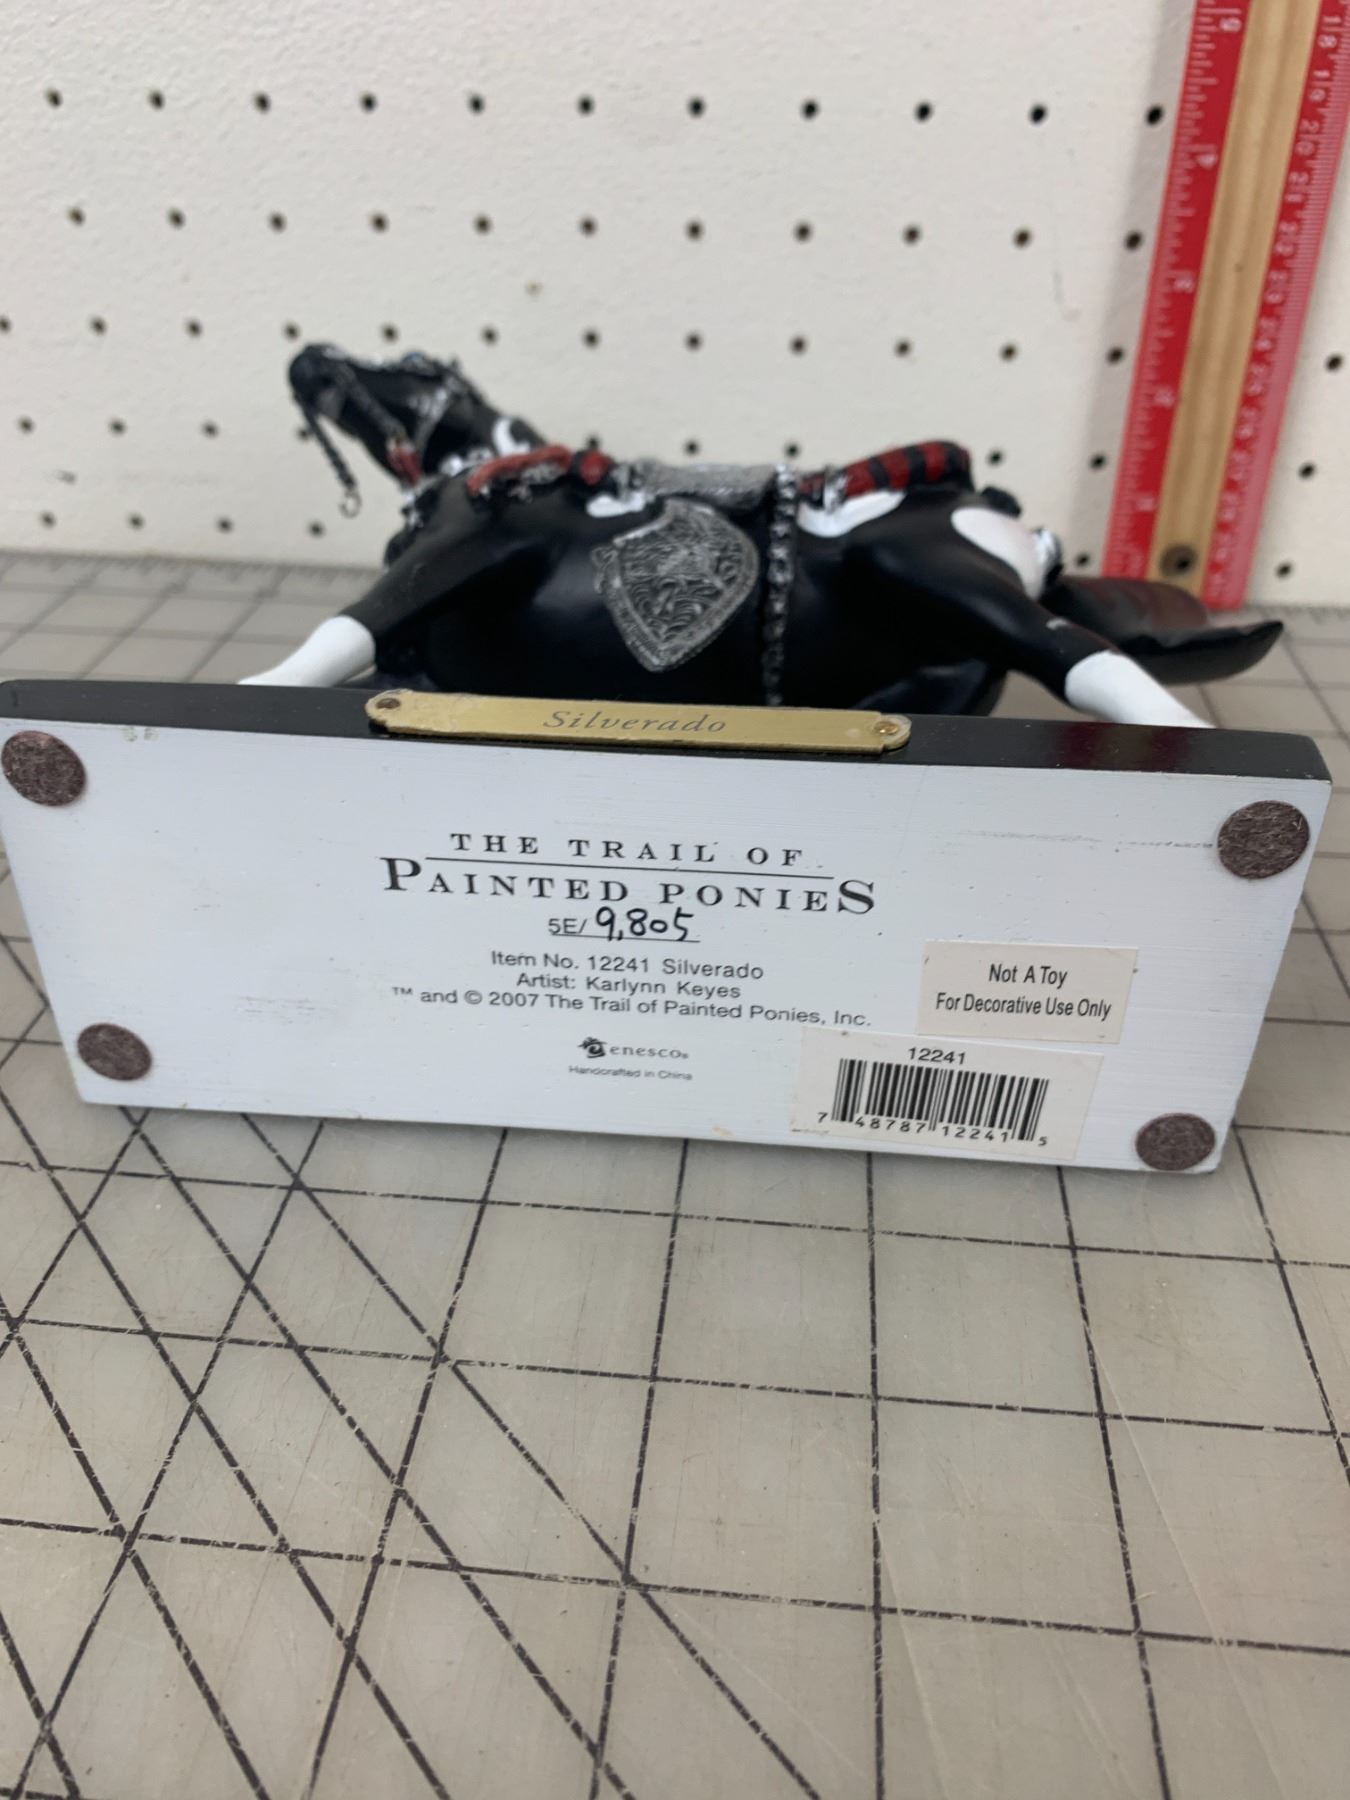 Silverado
THE TRAIL OF
PAINTED PONIES
5E/ 9,805
Item No. 12241 Silverado
Artist: Karlynn Keyes
™ and © 2007 The Trail of Painted Ponies, Inc.
enesco®
Handcrafted in China
Not A Toy
For Decorative Use Only
12241
7 48787 12241 5